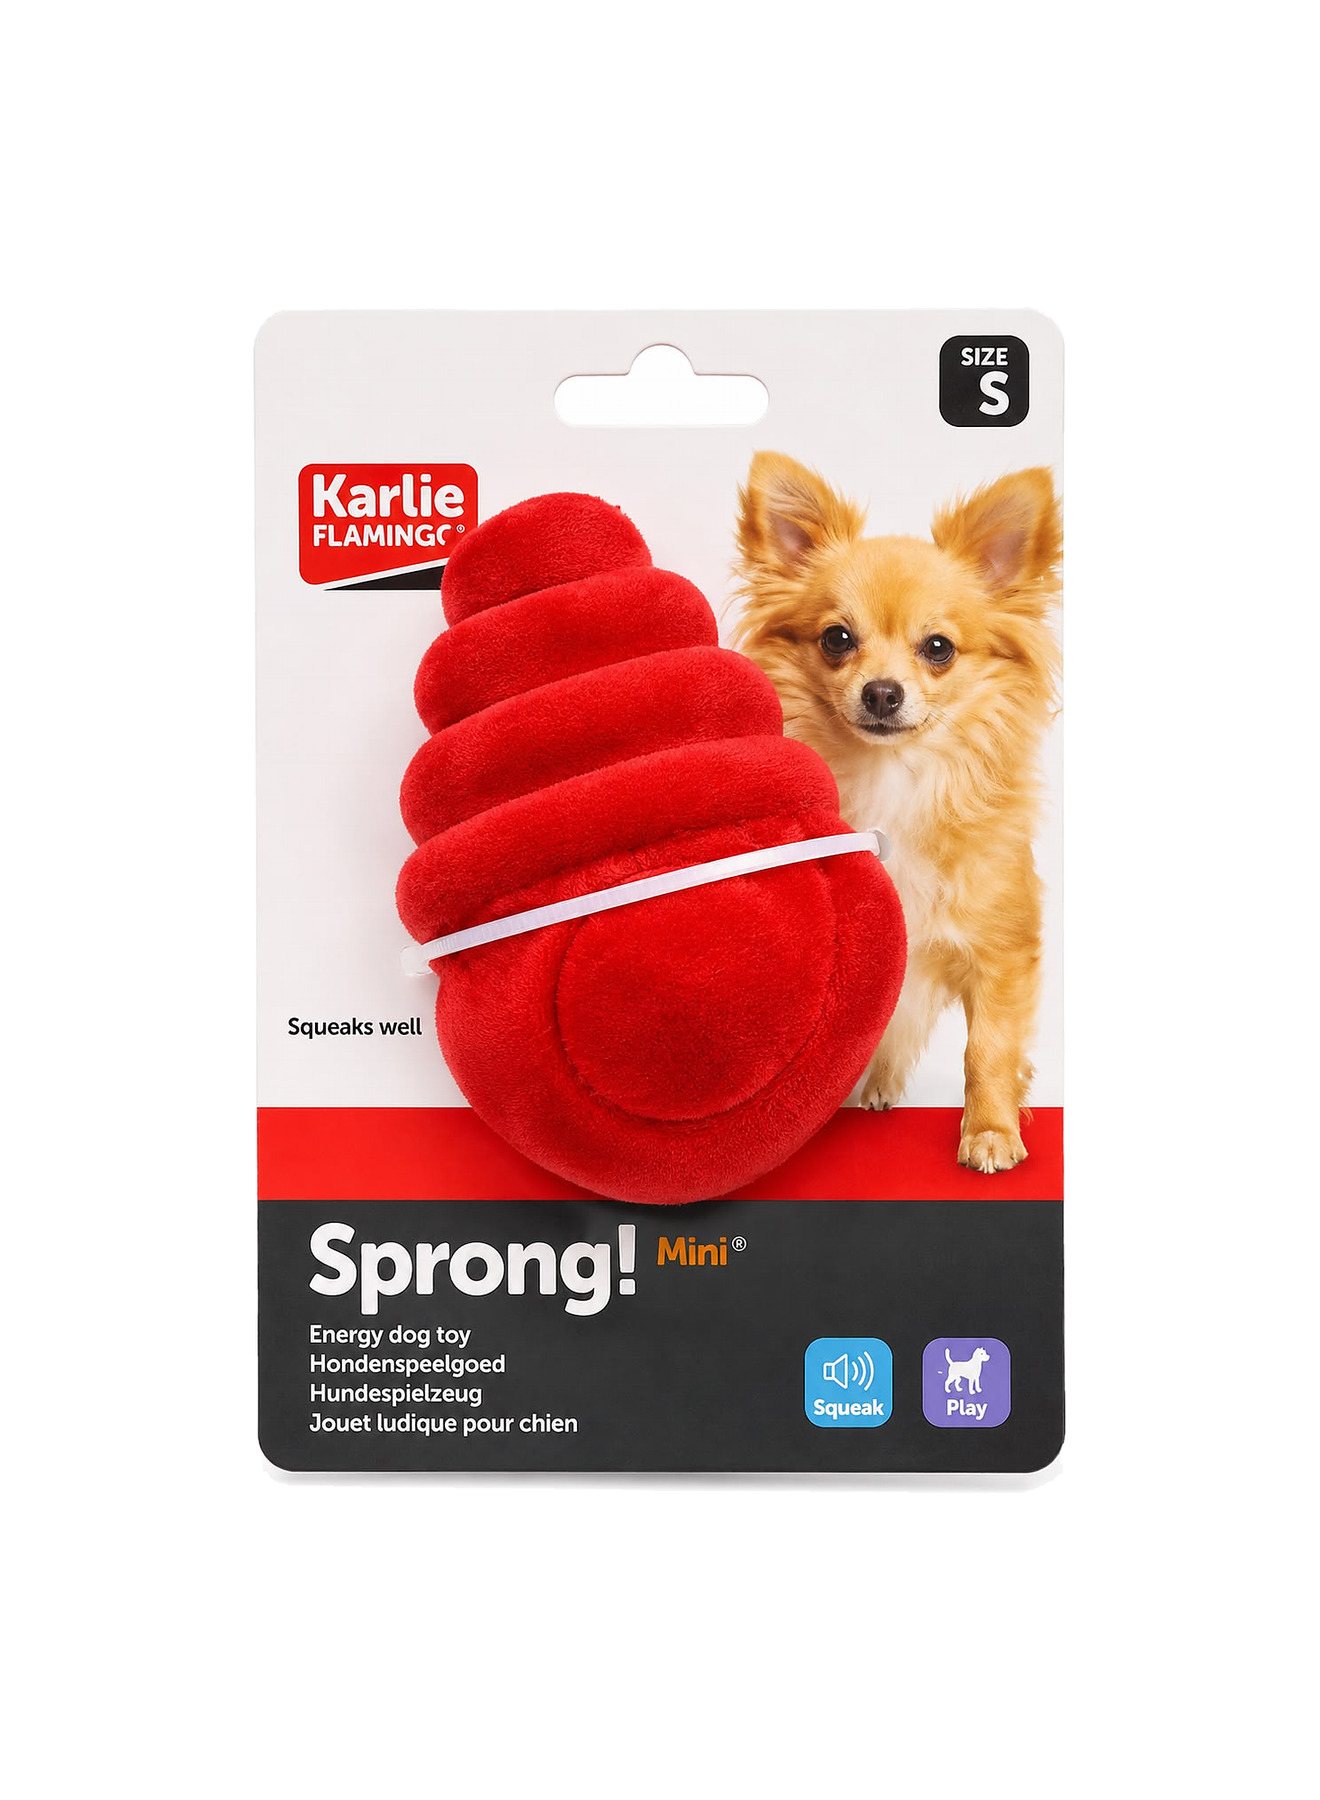 SIZE
S
Karlie
FLAMINGO®
Squeaks well
Sprong! Mini®
Energy dog toy
Hondenspeelgoed
Hundespielzeug
Jouet ludique pour chien
Squeak
Play